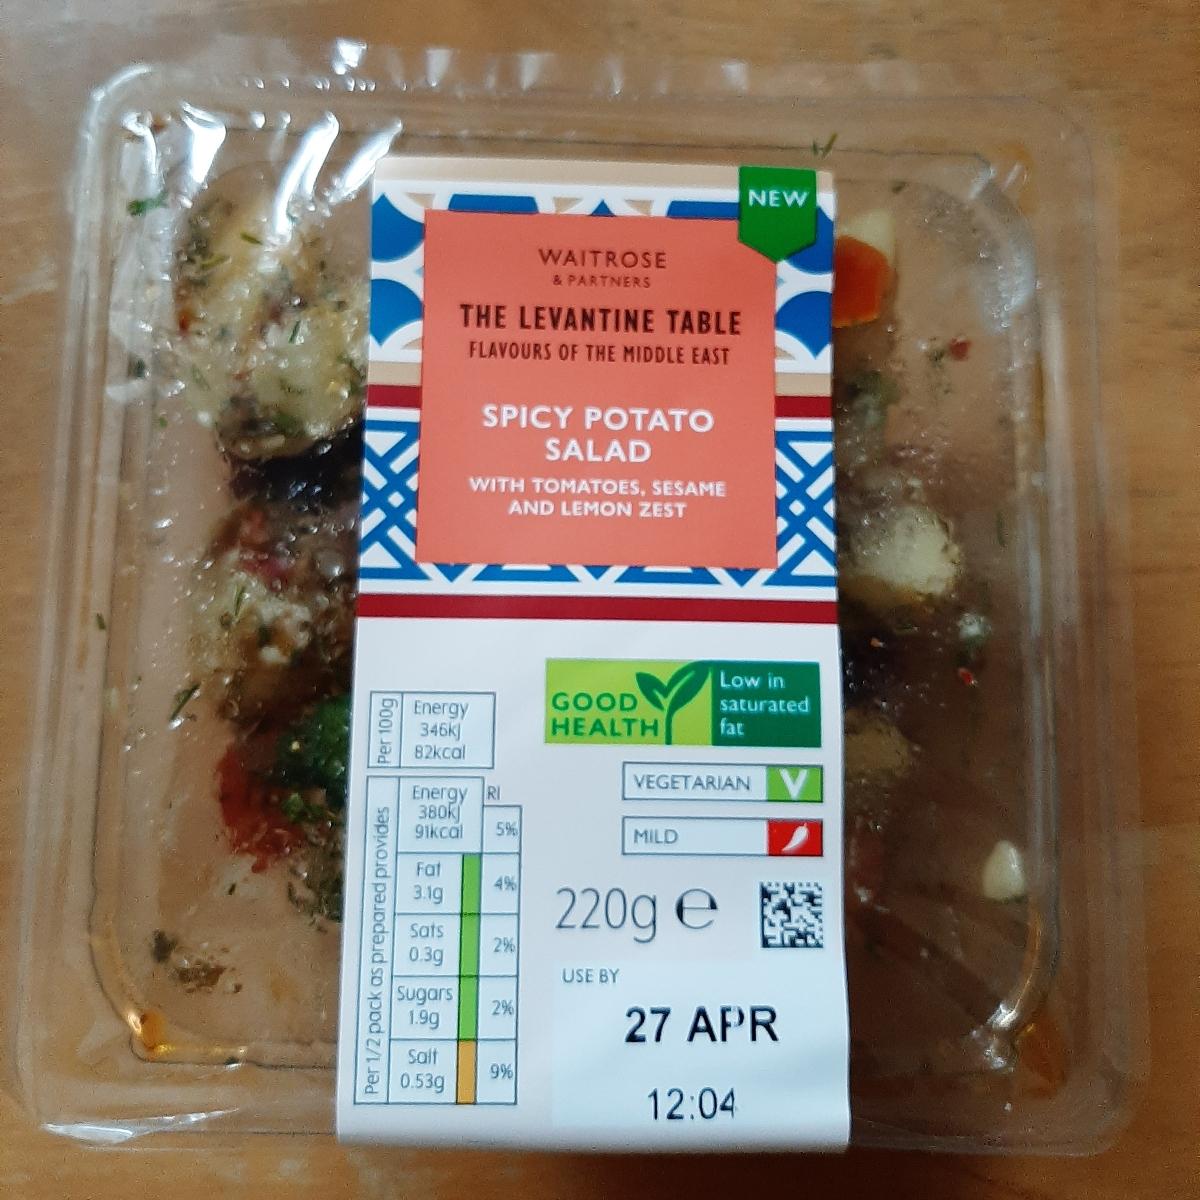 NEW
WAITROSE
& PARTNERS
THE LEVANTINE TABLE
FLAVOURS OF THE MIDDLE EAST
SPICY POTATO
SALAD
WITH TOMATOES, SESAME
AND LEMON ZEST
GOOD
HEALTH
Low in
saturated
fat
Per 100g
Energy
346kJ
82kcal
VEGETARIAN V
MILD
Per 1/2 pack as prepared provides
RI
Energy
380kJ
91kcal
5%
Fat
3.1g
4%
Sats
0.3g
2%
Sugars
1.9g
2%
Salt
0.53g
9%
220g e
USE BY
27 APR
12:04